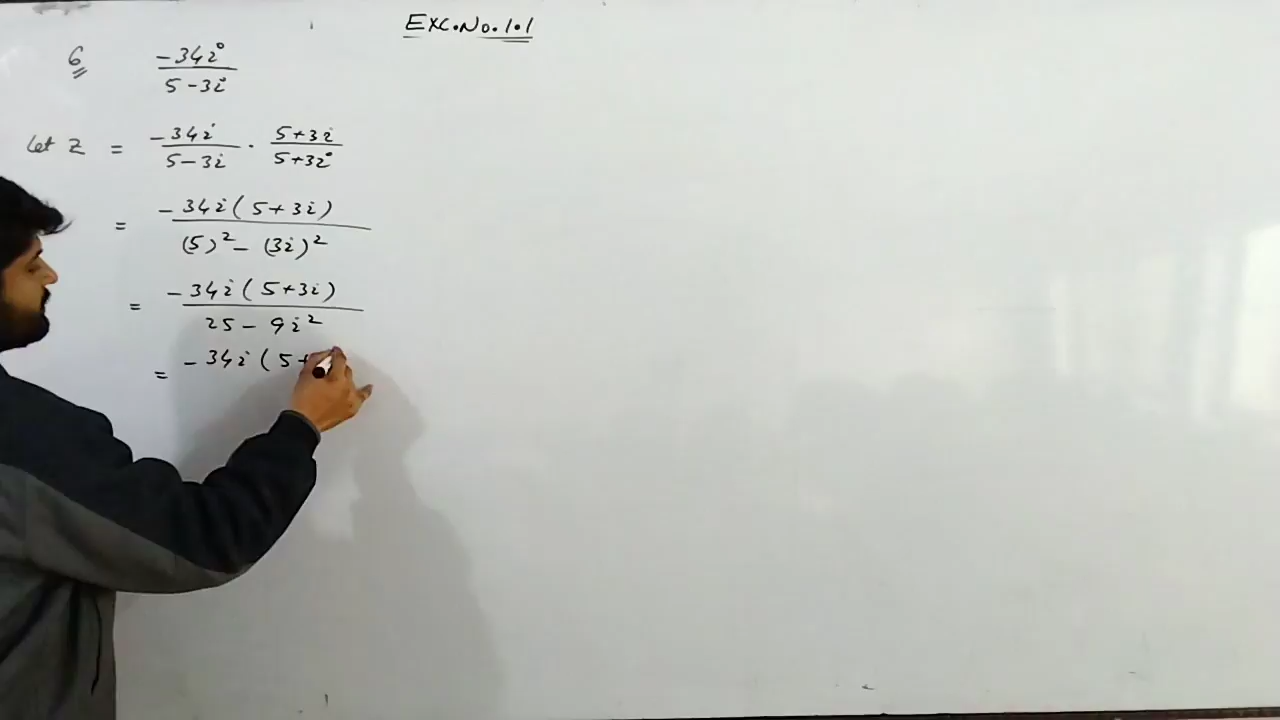 Exc.No.1.1
6 -34i
5-3i
Let z = -34i/5-3i . 5+3i/5+3i
= -34i(5+3i)
(5)² - (3i)²
= -34i(5+3i)
25 - 9i²
= -34i(5+